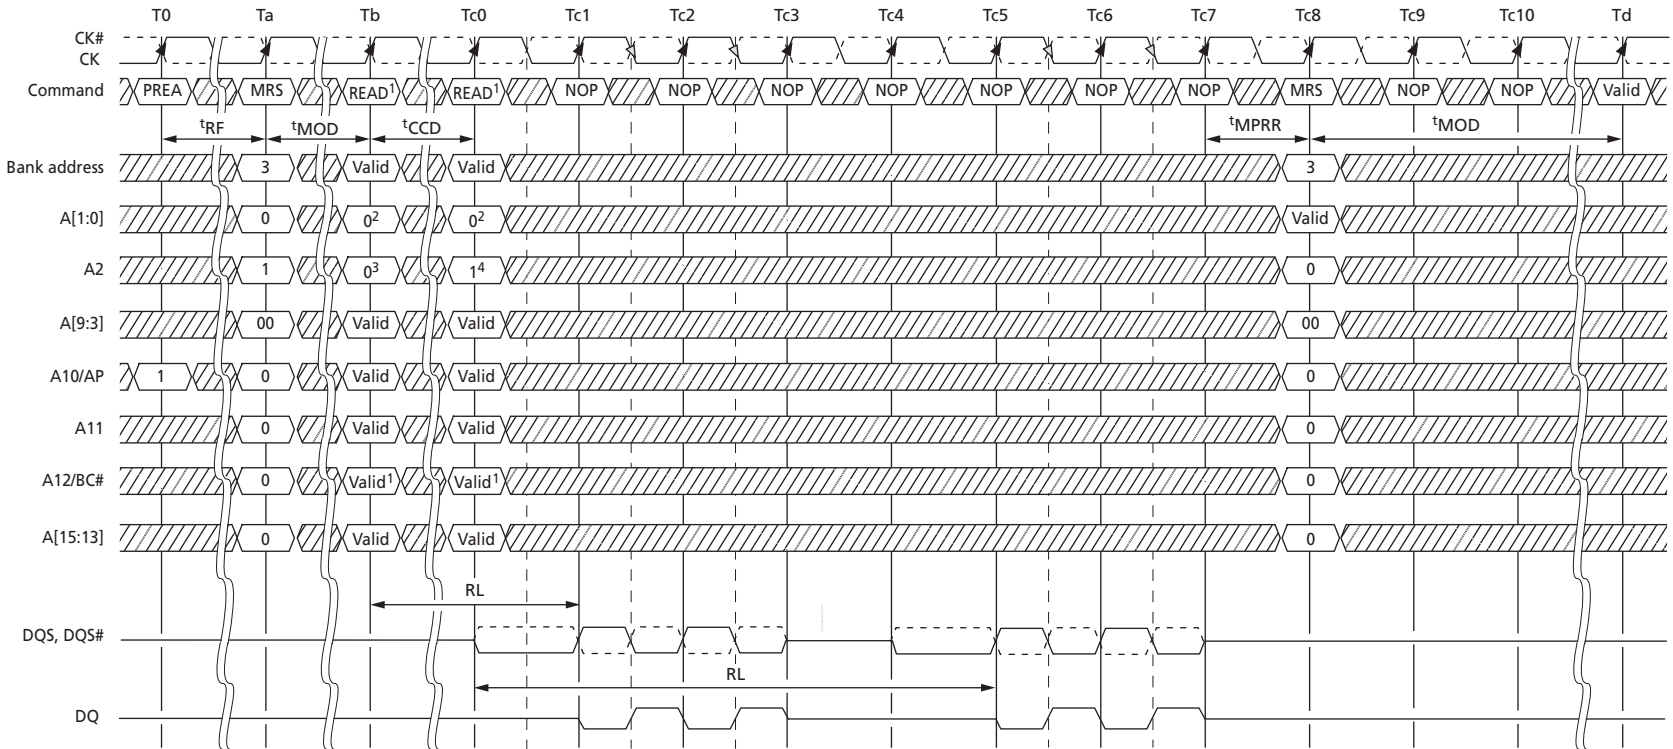 T0 Ta Tb Tc0 Tc1 Tc2 Tc3 Tc4 Tc5 Tc6 Tc7 Tc8 Tc9 Tc10 Td
CK#
CK
Command PREA MRS READ1 READ1 NOP NOP NOP NOP NOP NOP NOP MRS NOP NOP Valid
tRF tMOD tCCD tMPRR tMOD
Bank address 3 Valid Valid 3
A[1:0] 0 0² 0² Valid
A2 1 0³ 1⁴ 0
A[9:3] 00 Valid Valid 00
A10/AP 1 0 Valid Valid 0
A11 0 Valid Valid 0
A12/BC# 0 Valid¹ Valid¹ 0
A[15:13] 0 Valid Valid 0
RL
DQS, DQS#
RL
DQ